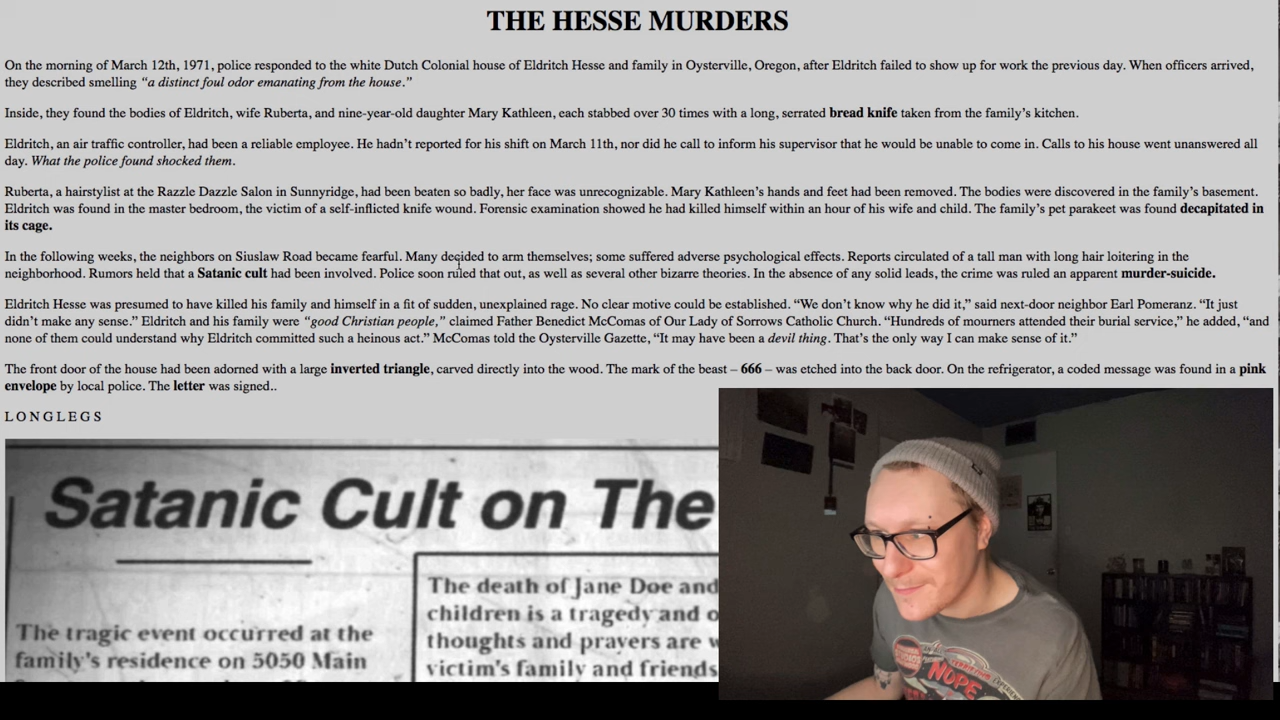 THE HESSE MURDERS
On the morning of March 12th, 1971, police responded to the white Dutch Colonial house of Eldritch Hesse and family in Oysterville, Oregon, after Eldritch failed to show up for work the previous day. When officers arrived,
they described smelling “a distinct foul odor emanating from the house.”
Inside, they found the bodies of Eldritch, wife Ruberta, and nine-year-old daughter Mary Kathleen, each stabbed over 30 times with a long, serrated bread knife taken from the family’s kitchen.
Eldritch, an air traffic controller, had been a reliable employee. He hadn’t reported for his shift on March 11th, nor did he call to inform his supervisor that he would be unable to come in. Calls to his house went unanswered all
day. What the police found shocked them.
Ruberta, a hairstylist at the Razzle Dazzle Salon in Sunnyridge, had been beaten so badly, her face was unrecognizable. Mary Kathleen’s hands and feet had been removed. The bodies were discovered in the family’s basement.
Eldritch was found in the master bedroom, the victim of a self-inflicted knife wound. Forensic examination showed he had killed himself within an hour of his wife and child. The family’s pet parakeet was found decapitated in
its cage.
In the following weeks, the neighbors on Siuslaw Road became fearful. Many decided to arm themselves; some suffered adverse psychological effects. Reports circulated of a tall man with long hair loitering in the
neighborhood. Rumors held that a Satanic cult had been involved. Police soon ruled that out, as well as several other bizarre theories. In the absence of any solid leads, the crime was ruled an apparent murder-suicide.
Eldritch Hesse was presumed to have killed his family and himself in a fit of sudden, unexplained rage. No clear motive could be established. “We don’t know why he did it,” said next-door neighbor Earl Pomeranz. “It just
didn’t make any sense.” Eldritch and his family were “good Christian people,” claimed Father Benedict McComas of Our Lady of Sorrows Catholic Church. “Hundreds of mourners attended their burial service,” he added, “and
none of them could understand why Eldritch committed such a heinous act.” McComas told the Oysterville Gazette, “It may have been a devil thing. That’s the only way I can make sense of it.”
The front door of the house had been adorned with a large inverted triangle, carved directly into the wood. The mark of the beast – 666 – was etched into the back door. On the refrigerator, a coded message was found in a pink
envelope by local police. The letter was signed..
L O N G L E G S
Satanic Cult on The
The death of Jane Doe and
children is a tragedy and o
thoughts and prayers are w
victim's family and friends
The tragic event occurred at the
family's residence on 5050 Main
NOPE